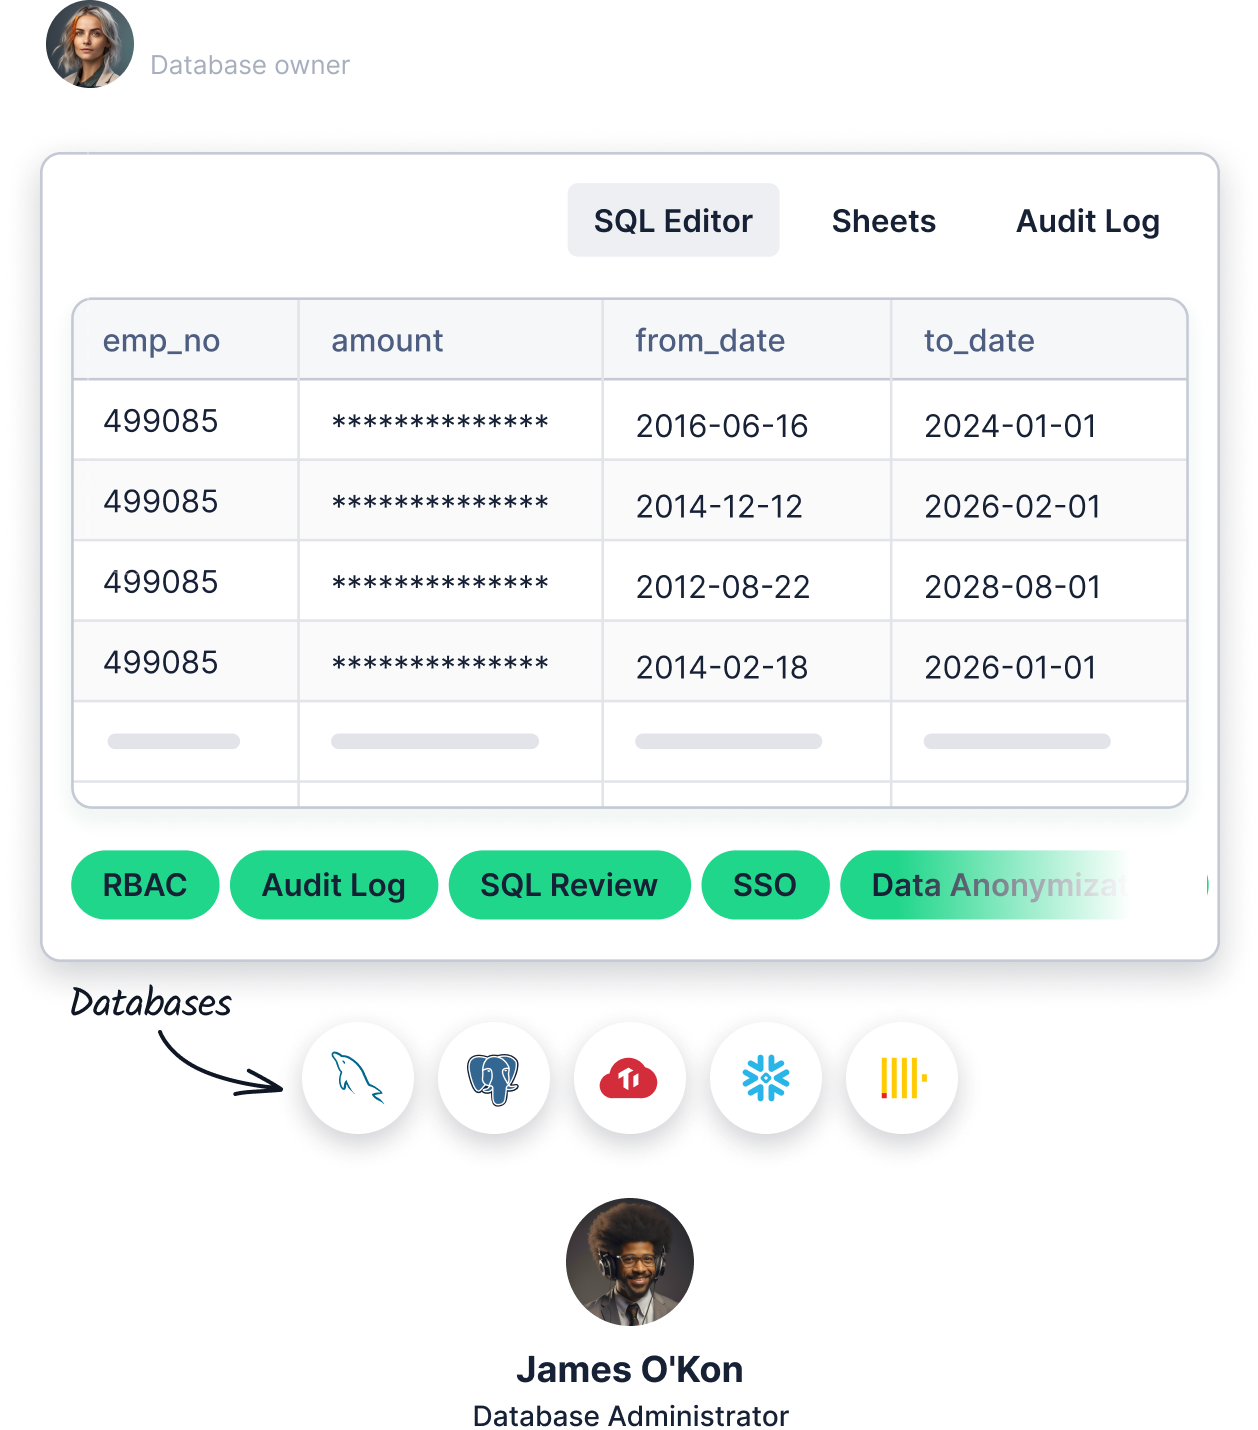 Database owner
SQL Editor Sheets Audit Log
emp_no amount from_date to_date
499085 ************** 2016-06-16 2024-01-01
499085 ************** 2014-12-12 2026-02-01
499085 ************** 2012-08-22 2028-08-01
499085 ************** 2014-02-18 2026-01-01
RBAC Audit Log SQL Review SSO Data Anonymizat
Databases
James O'Kon
Database Administrator